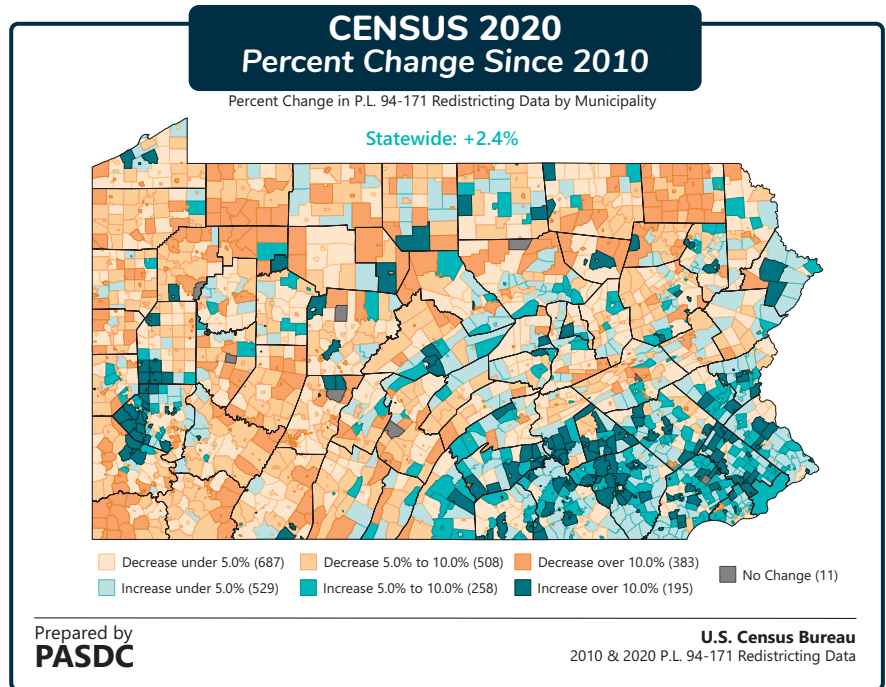 CENSUS 2020
Percent Change Since 2010
Percent Change in P.L. 94-171 Redistricting Data by Municipality
Statewide: +2.4%
Decrease under 5.0% (687)
Decrease 5.0% to 10.0% (508)
Decrease over 10.0% (383)
Increase under 5.0% (529)
Increase 5.0% to 10.0% (258)
Increase over 10.0% (195)
No Change (11)
Prepared by
PASDC
U.S. Census Bureau
2010 & 2020 P.L. 94-171 Redistricting Data